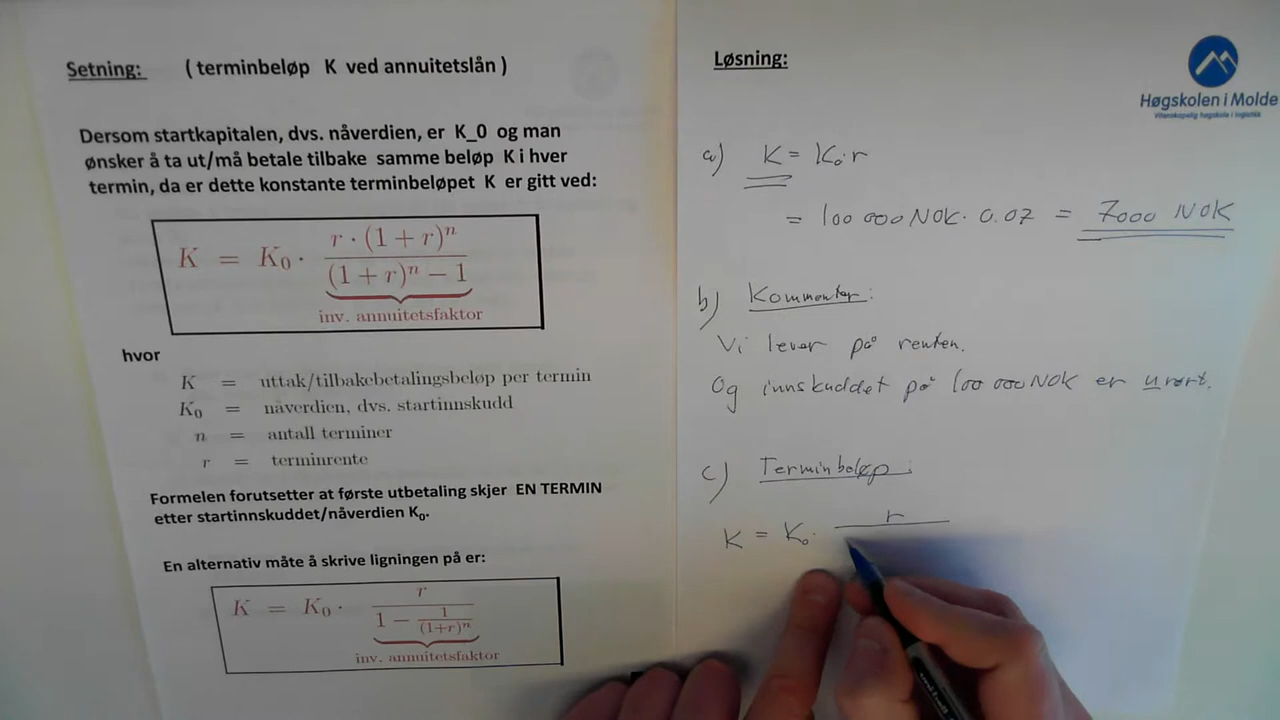 Setning: ( terminbeløp K ved annuitetslån )
Dersom startkapitalen, dvs. nåverdien, er K_0 og man
ønsker å ta ut/må betale tilbake samme beløp K i hver
termin, da er dette konstante terminbeløpet K er gitt ved:
K = K₀ · r · (1 + r)ⁿ / (1 + r)ⁿ − 1
inv. annuitetsfaktor
hvor
K = uttak/tilbakebetalingsbeløp per termin
K₀ = nåverdien, dvs. startinnskudd
n = antall terminer
r = terminrente
Formelen forutsetter at første utbetaling skjer EN TERMIN
etter startinnskuddet/nåverdien K₀.
En alternativ måte å skrive ligningen på er:
K = K₀ · r / 1 − 1/(1+r)ⁿ
inv. annuitetsfaktor
Løsning:
Høgskolen i Molde
Vitenskapelig høgskole i logistikk
a) K = K₀·r
= 100 000 NOK · 0.07 = 7000 NOK
b) Kommentar:
Vi lever på renten.
Og innskuddet på 100 000 NOK er urørt.
c) Terminbeløp:
K = K₀ · r